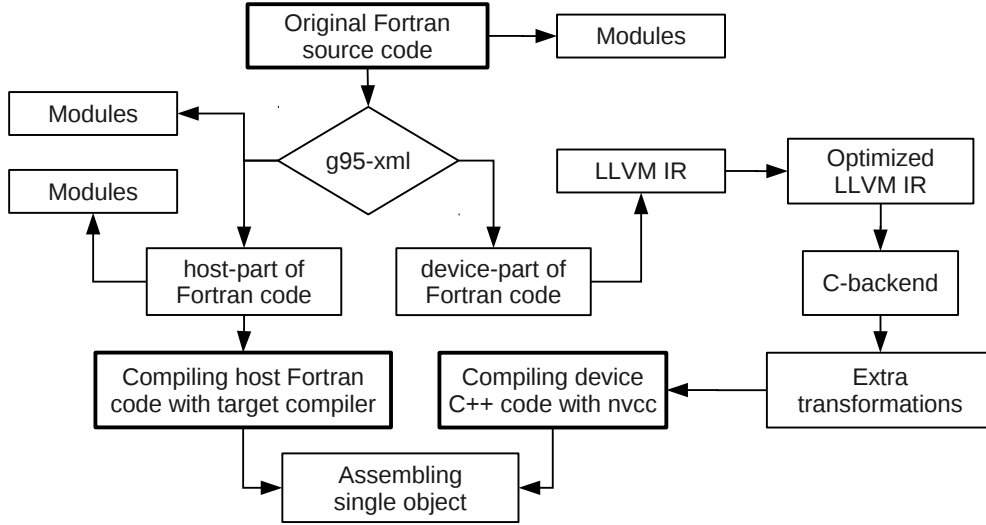 Original Fortran
source code
Modules
Modules
g95-xml
Modules
LLVM IR
Optimized
LLVM IR
host-part of
Fortran code
device-part of
Fortran code
C-backend
Compiling host Fortran
code with target compiler
Compiling device
C++ code with nvcc
Extra
transformations
Assembling
single object